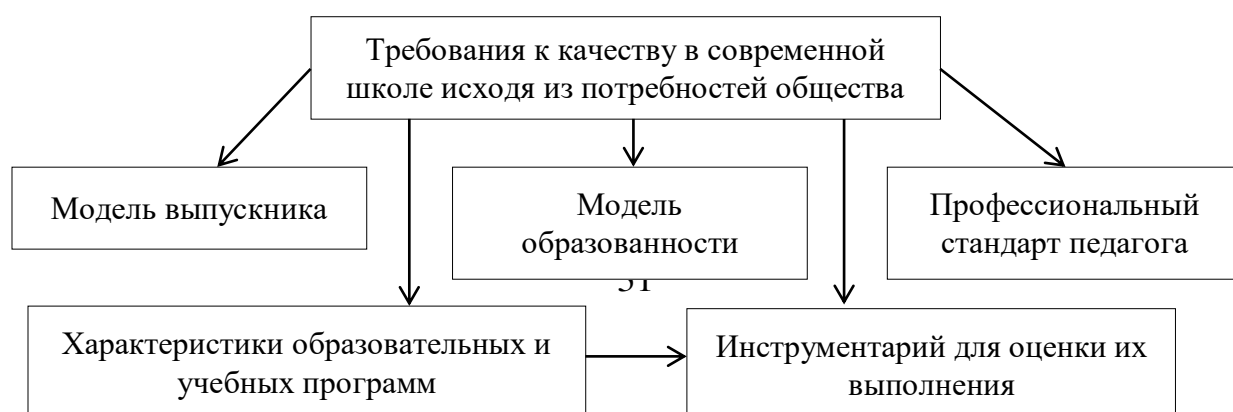 Требования к качеству в современной
школе исходя из потребностей общества
Модель выпускника
Модель
образованности
Профессиональный
стандарт педагога
Характеристики образовательных и
учебных программ
Инструментарий для оценки их
выполнения